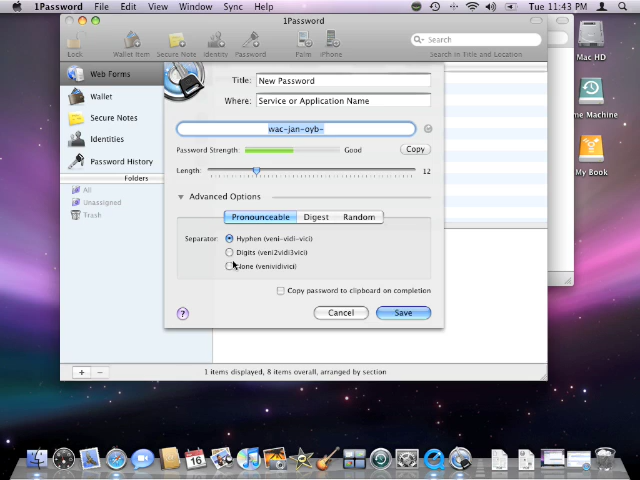 1Password File Edit View Window Sync Help Tue 11:43 PM
1Password
Lock Wallet Item Secure Note Identity Password Palm iPhone Search
Search in Title and Location
Mac HD
Time Machine
My Book
Web Forms
Wallet
Secure Notes
Identities
Password History
Folders
All
Unassigned
Trash
Title: New Password
Where: Service or Application Name
wac-jan-oyb-
Password Strength: Good Copy
Length: 12
Advanced Options
Pronounceable Digest Random
Separator: Hyphen (veni-vidi-vici)
Digits (veni2vidi3vici)
None (venividivici)
Copy password to clipboard on completion
? Cancel Save
+ − 1 items displayed, 8 items overall, arranged by section
16